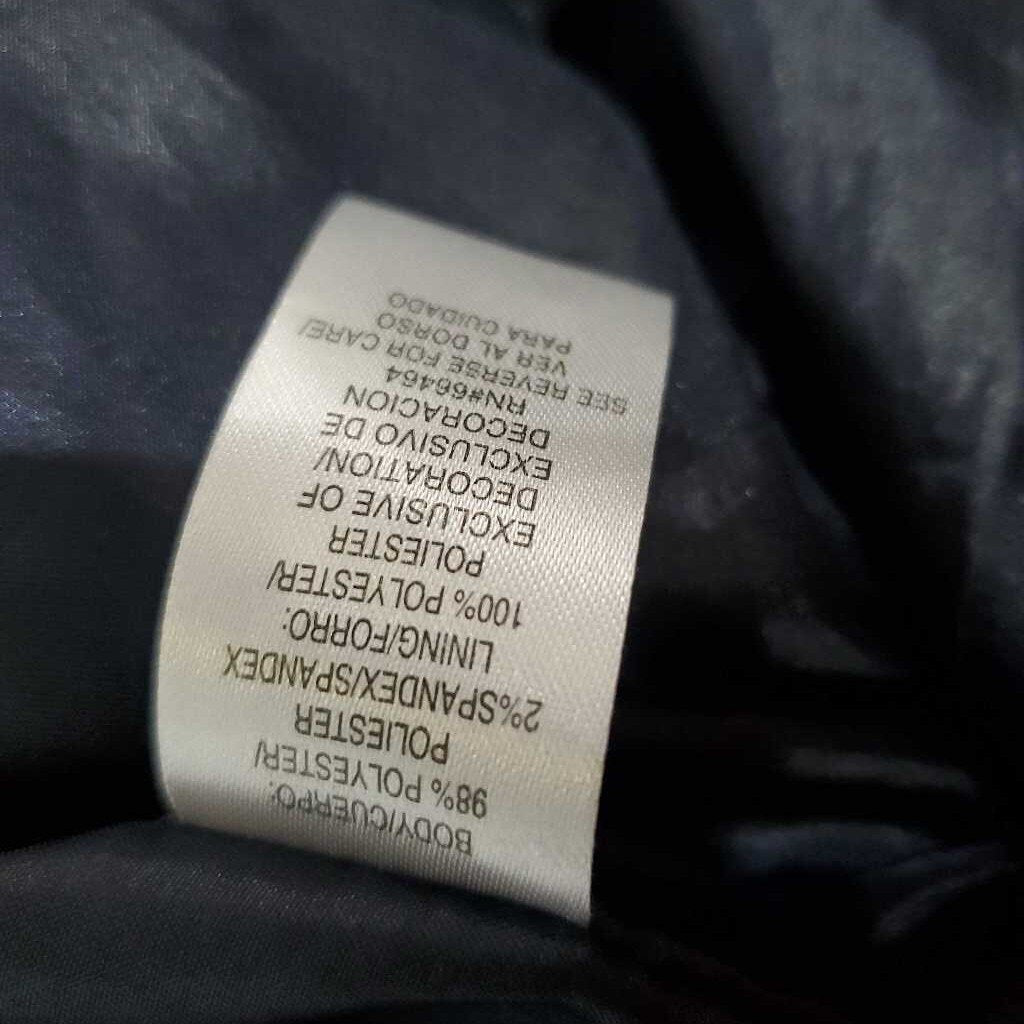 BODY/CUERPO:
98% POLYESTER/
POLIESTER
2%SPANDEX/SPANDEX
LINING/FORRO:
100% POLYESTER/
POLIESTER
EXCLUSIVE OF
DECORATION/
EXCLUSIVO DE
DECORACION
RN#66464
SEE REVERSE FOR CARE/
VER AL DORSO
PARA CUIDADO